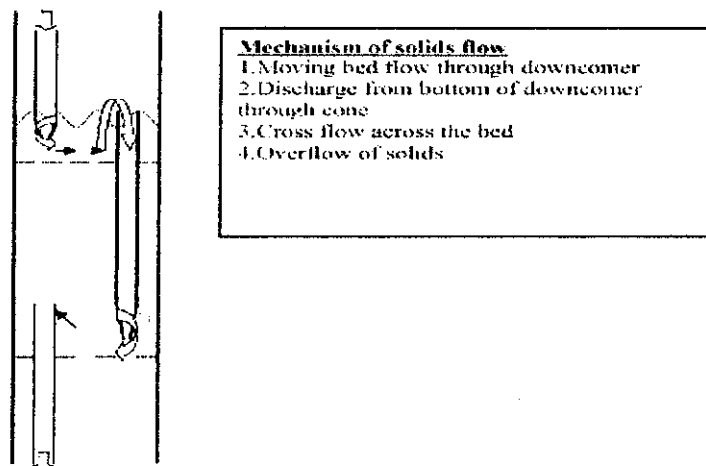 Mechanism of solids flow
1.Moving bed flow through downcomer
2.Discharge from bottom of downcomer
through cone
3.Cross flow across the bed
4.Overflow of solids